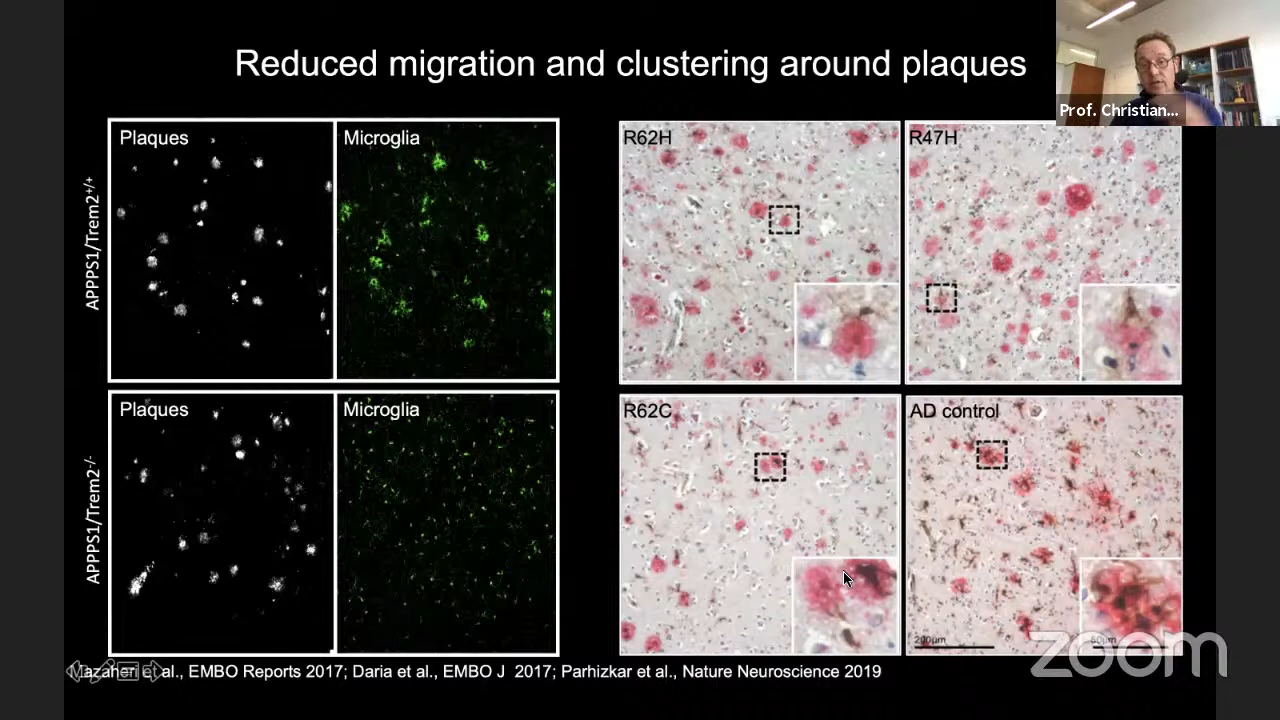 Reduced migration and clustering around plaques
Prof. Christian...
Plaques
Microglia
APPPS1/Trem2+/+
R62H
R47H
Plaques
Microglia
APPPS1/Trem2-/-
R62C
AD control
200µm
50µm
zoom
Mazaheri et al., EMBO Reports 2017; Daria et al., EMBO J 2017; Parhizkar et al., Nature Neuroscience 2019